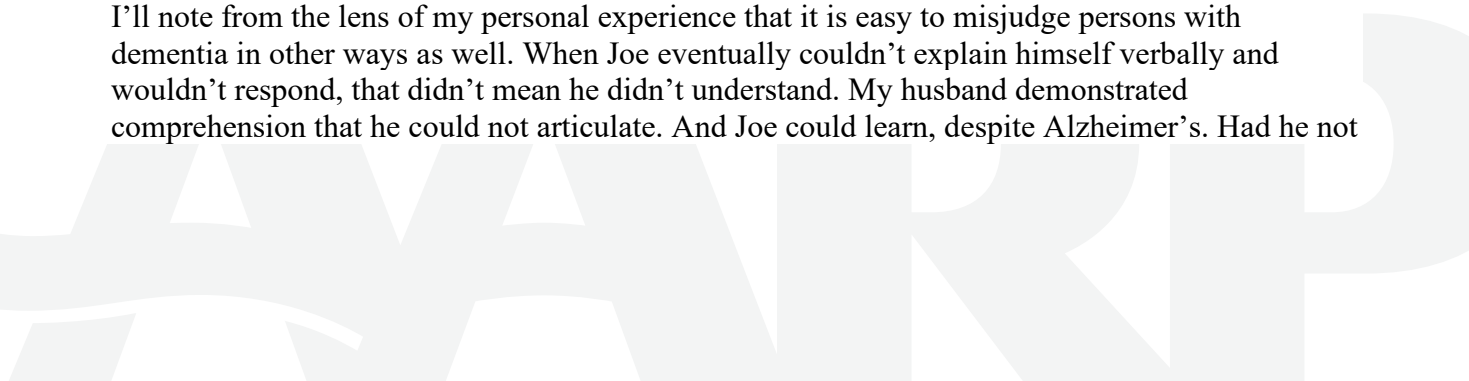 I’ll note from the lens of my personal experience that it is easy to misjudge persons with
dementia in other ways as well. When Joe eventually couldn’t explain himself verbally and
wouldn’t respond, that didn’t mean he didn’t understand. My husband demonstrated
comprehension that he could not articulate. And Joe could learn, despite Alzheimer’s. Had he not
AARP